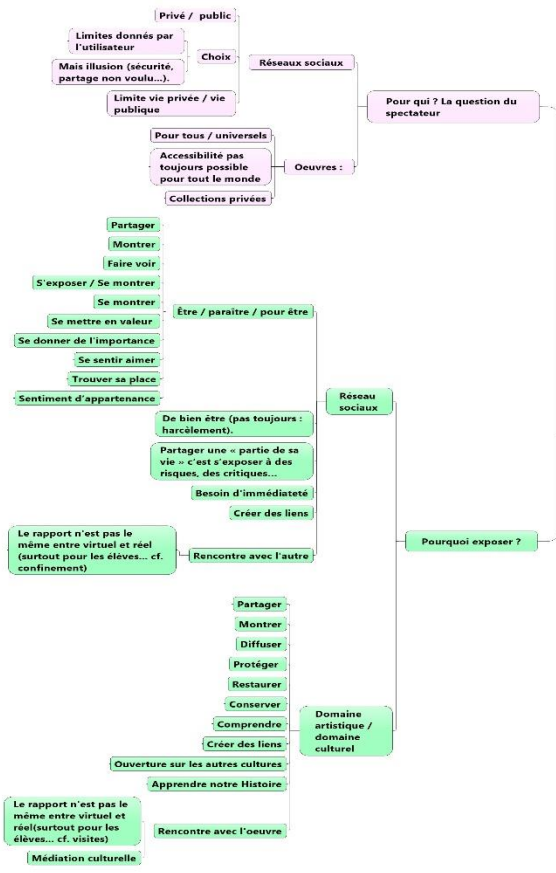 Privé /  public
Limites donnés par
l'utilisateur
Choix
Mais illusion (sécurité,
partage non voulu...).
Réseaux sociaux
Limite vie privée / vie
publique
Pour qui ? La question du
spectateur
Pour tous / universels
Accessibilité pas
toujours possible
pour tout le monde
Oeuvres :
Collections privées
Partager
Montrer
Faire voir
S'exposer / Se montrer
Se montrer
Être / paraître / pour être
Se mettre en valeur
Se donner de l'importance
Se sentir aimer
Trouver sa place
Sentiment d'appartenance
Réseau
sociaux
De bien être (pas toujours :
harcèlement).
Partager une « partie de sa
vie » c'est s'exposer à des
risques, des critiques...
Besoin d'immédiateté
Créer des liens
Le rapport n'est pas le
même entre virtuel et réel
(surtout pour les élèves... cf.
confinement)
Rencontre avec l'autre
Pourquoi exposer ?
Partager
Montrer
Diffuser
Protéger
Restaurer
Conserver
Comprendre
Domaine
artistique /
domaine
culturel
Créer des liens
Ouverture sur les autres cultures
Apprendre notre Histoire
Le rapport n'est pas le
même entre virtuel et
réel(surtout pour les
élèves... cf. visites)
Rencontre avec l'oeuvre
Médiation culturelle